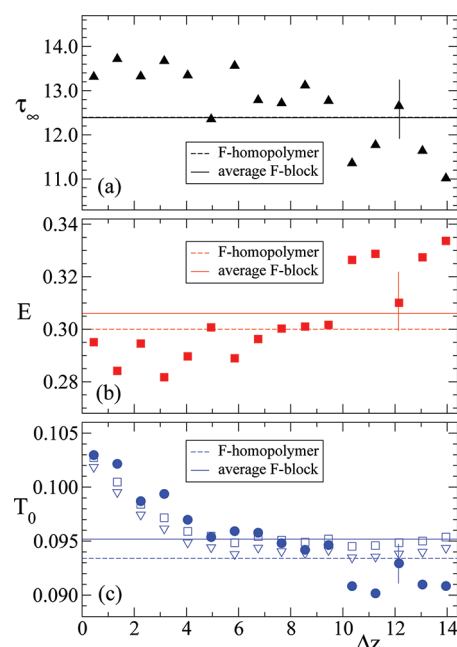 14.0
13.0
τ∞
12.0
F-homopolymer
average F-block
11.0
(a)
0.34
F-homopolymer
0.32
average F-block
E
0.30
0.28
(b)
0.105
F-homopolymer
average F-block
0.100
T0
0.095
0.090
(c)
0 2 4 6 8 10 12 14
Δz